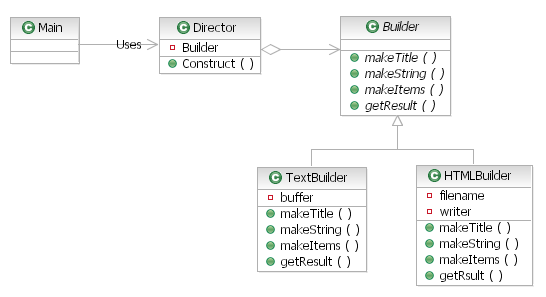 Main
Uses
Director
Builder
Construct ( )
Builder
makeTitle ( )
makeString ( )
makeItems ( )
getResult ( )
TextBuilder
buffer
makeTitle ( )
makeString ( )
makeItems ( )
getResult ( )
HTMLBuilder
filename
writer
makeTitle ( )
makeString ( )
makeItems ( )
getRsult ( )